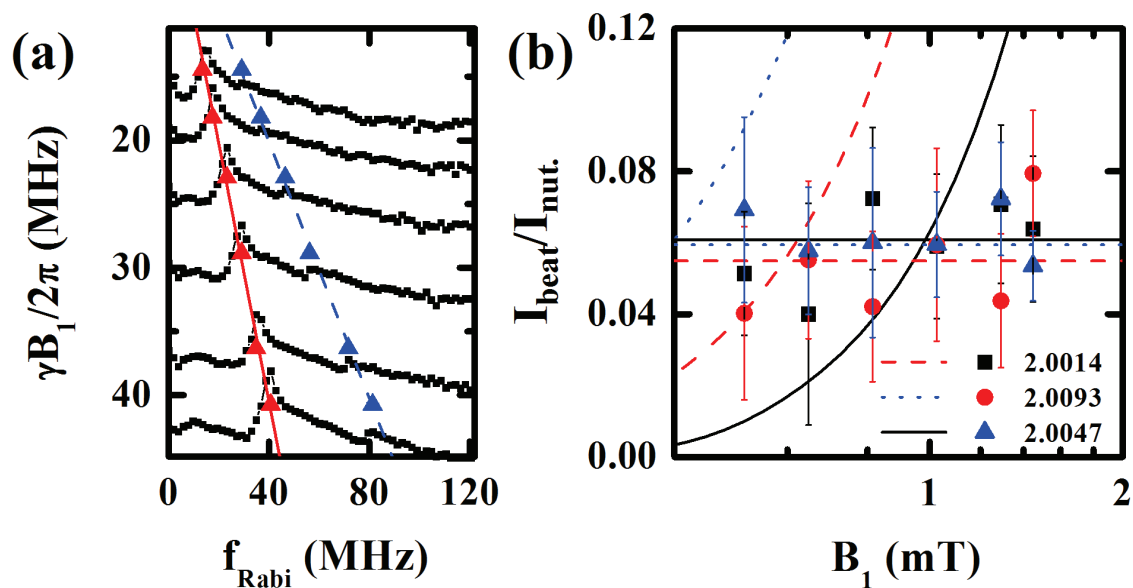 (a)
γB1/2π (MHz)
20
30
40
0
40
80
120
fRabi (MHz)
(b)
Ibeat/Inut.
0.12
0.08
0.04
0.00
2.0014
2.0093
2.0047
1
2
B1 (mT)